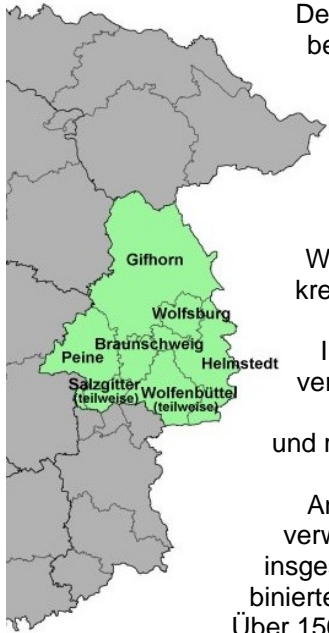 De
be
Gifhorn
W
Wolfsburg
kre
Braunschweig
I
Peine
Helmstedt
ver
Salzgitter
(teilweise)
Wolfenbüttel
(teilweise)
und r
Ar
verw
insges
binierte
Über 150